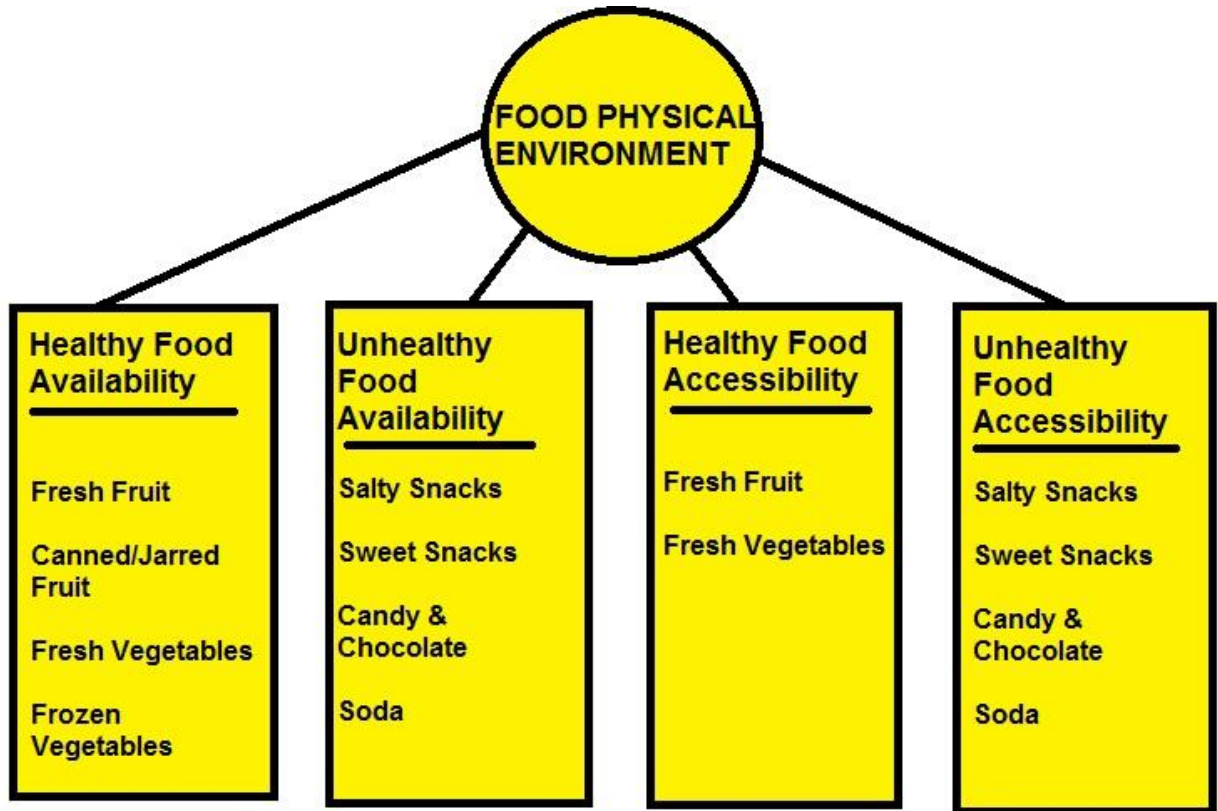 FOOD PHYSICAL
ENVIRONMENT
Healthy Food
Availability
Fresh Fruit
Canned/Jarred
Fruit
Fresh Vegetables
Frozen
Vegetables
Unhealthy
Food
Availability
Salty Snacks
Sweet Snacks
Candy &
Chocolate
Soda
Healthy Food
Accessibility
Fresh Fruit
Fresh Vegetables
Unhealthy
Food
Accessibility
Salty Snacks
Sweet Snacks
Candy &
Chocolate
Soda